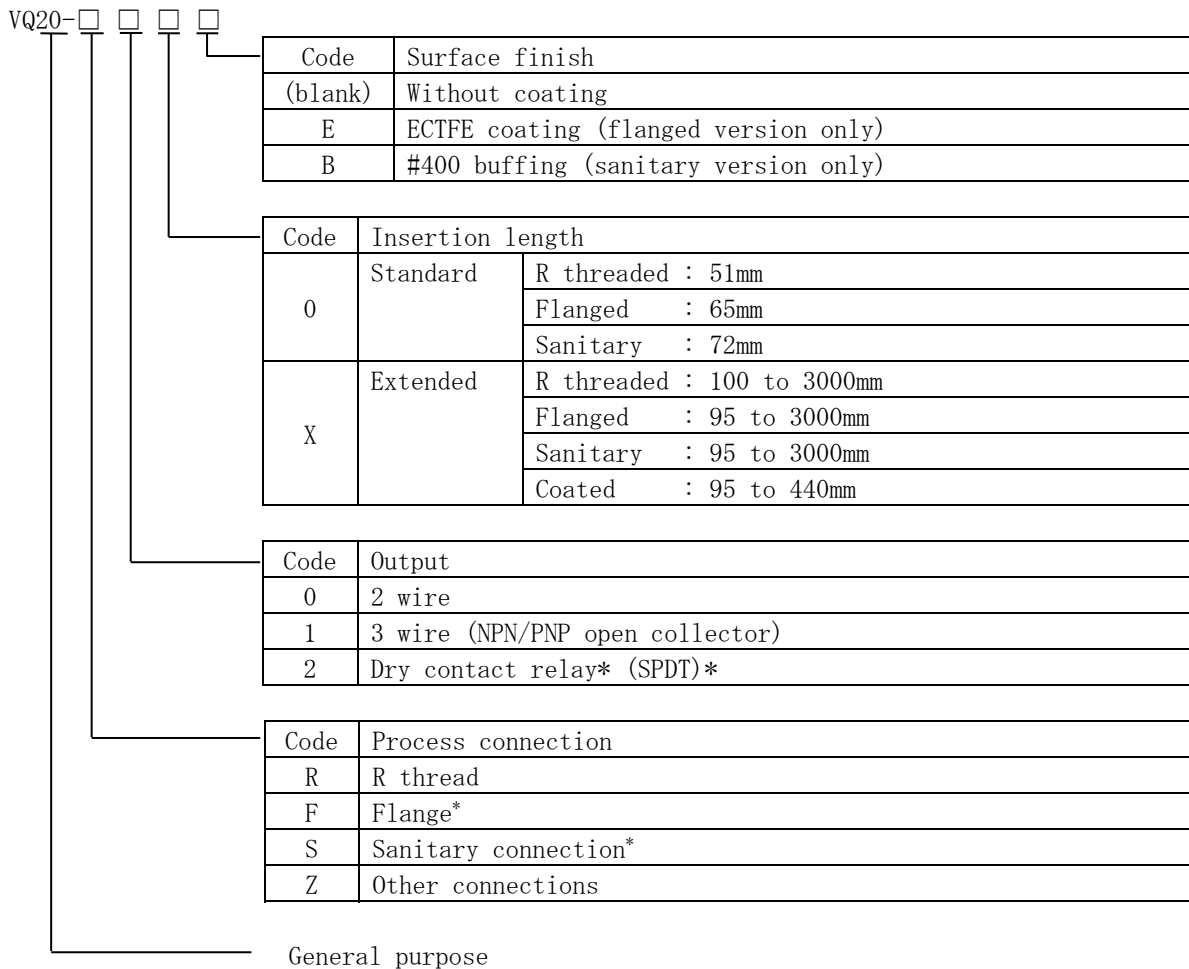 VQ20-□ □ □ □
Code Surface finish
(blank) Without coating
E ECTFE coating (flanged version only)
B #400 buffing (sanitary version only)
Code Insertion length
0 Standard R threaded : 51mm
Flanged : 65mm
Sanitary : 72mm
X Extended R threaded : 100 to 3000mm
Flanged : 95 to 3000mm
Sanitary : 95 to 3000mm
Coated : 95 to 440mm
Code Output
0 2 wire
1 3 wire (NPN/PNP open collector)
2 Dry contact relay* (SPDT)*
Code Process connection
R R thread
F Flange*
S Sanitary connection*
Z Other connections
General purpose